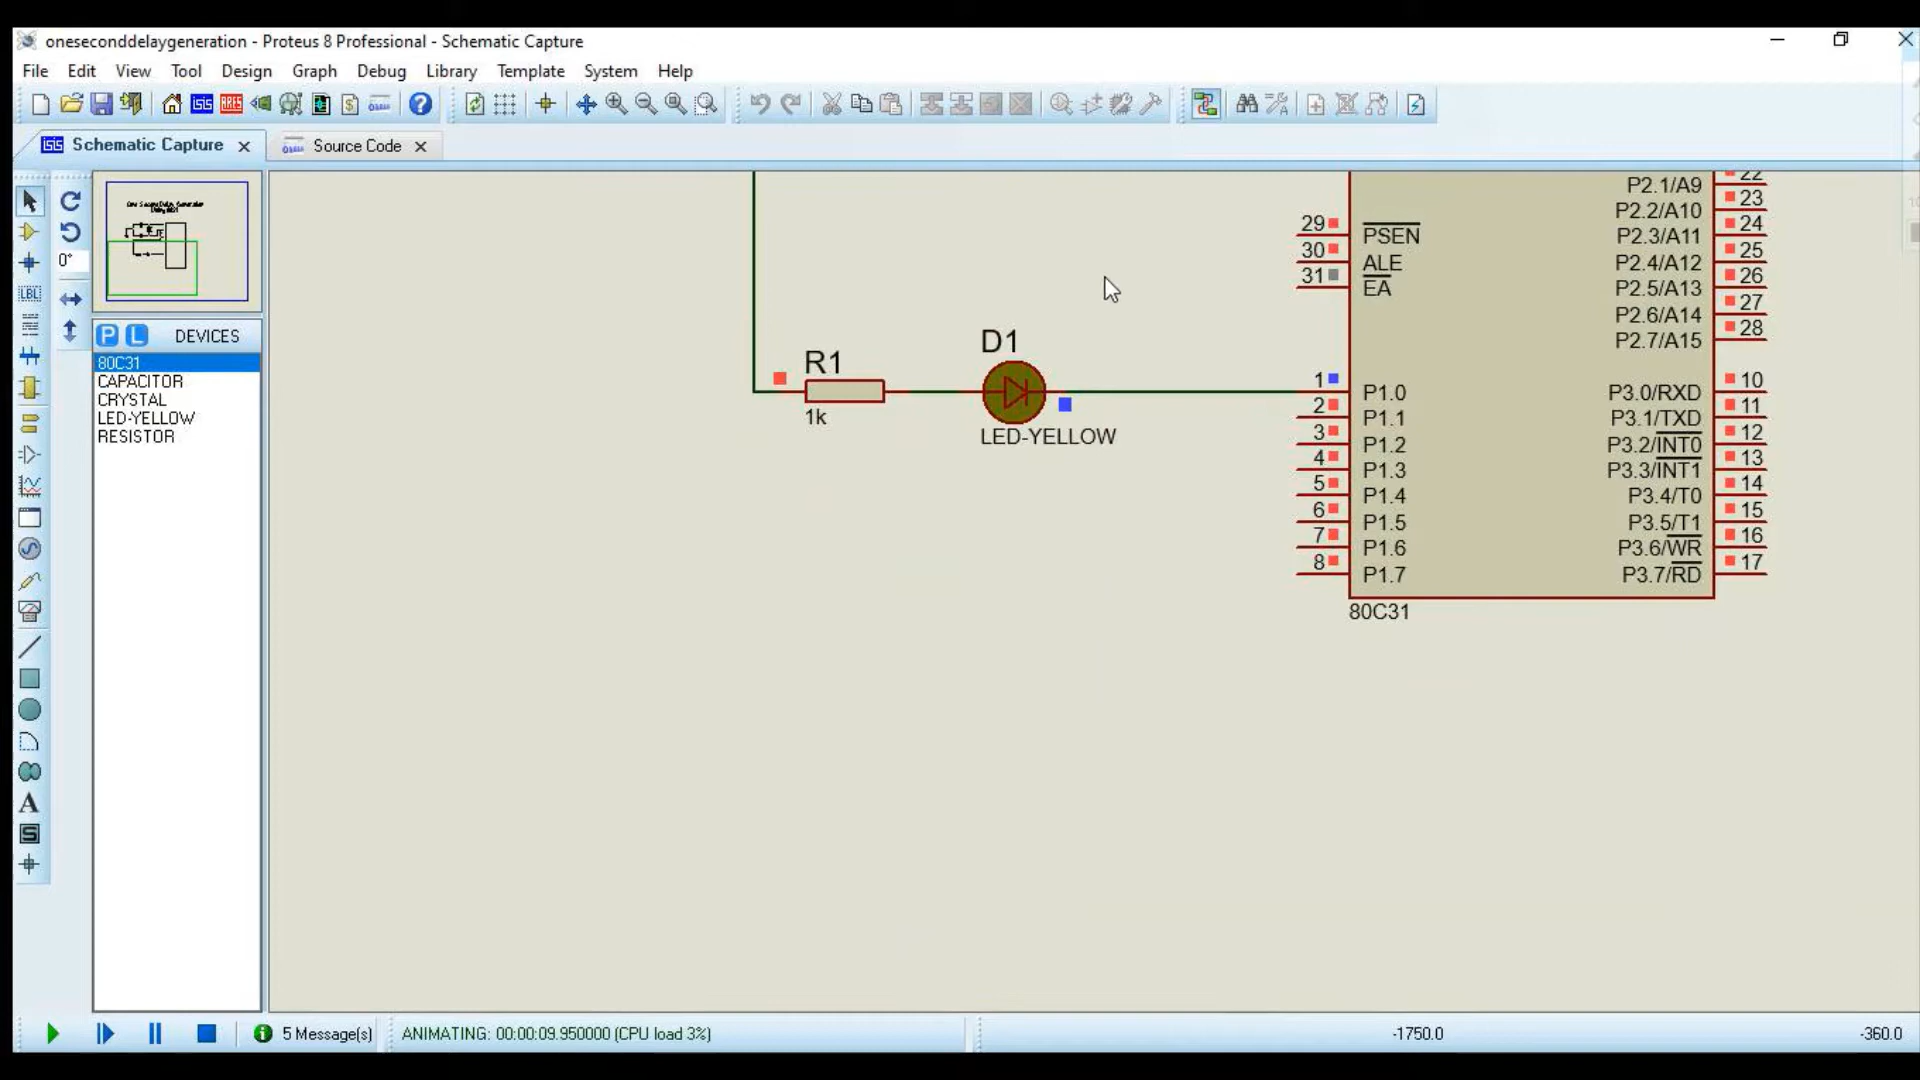 oneseconddelaygeneration - Proteus 8 Professional - Schematic Capture
File Edit View Tool Design Graph Debug Library Template System Help
Schematic Capture
Source Code
0°
LBL
P L DEVICES
80C31
CAPACITOR
CRYSTAL
LED-YELLOW
RESISTOR
R1
1k
D1
LED-YELLOW
29 PSEN
30 ALE
31 EA
1 P1.0
2 P1.1
3 P1.2
4 P1.3
5 P1.4
6 P1.5
7 P1.6
8 P1.7
22
P2.1/A9 23
P2.2/A10 24
P2.3/A11 25
P2.4/A12 26
P2.5/A13 27
P2.6/A14 28
P2.7/A15
P3.0/RXD 10
P3.1/TXD 11
P3.2/INT0 12
P3.3/INT1 13
P3.4/T0 14
P3.5/T1 15
P3.6/WR 16
P3.7/RD 17
80C31
A
S
5 Message(s)
ANIMATING: 00:00:09.950000 (CPU load 3%)
-1750.0
-360.0